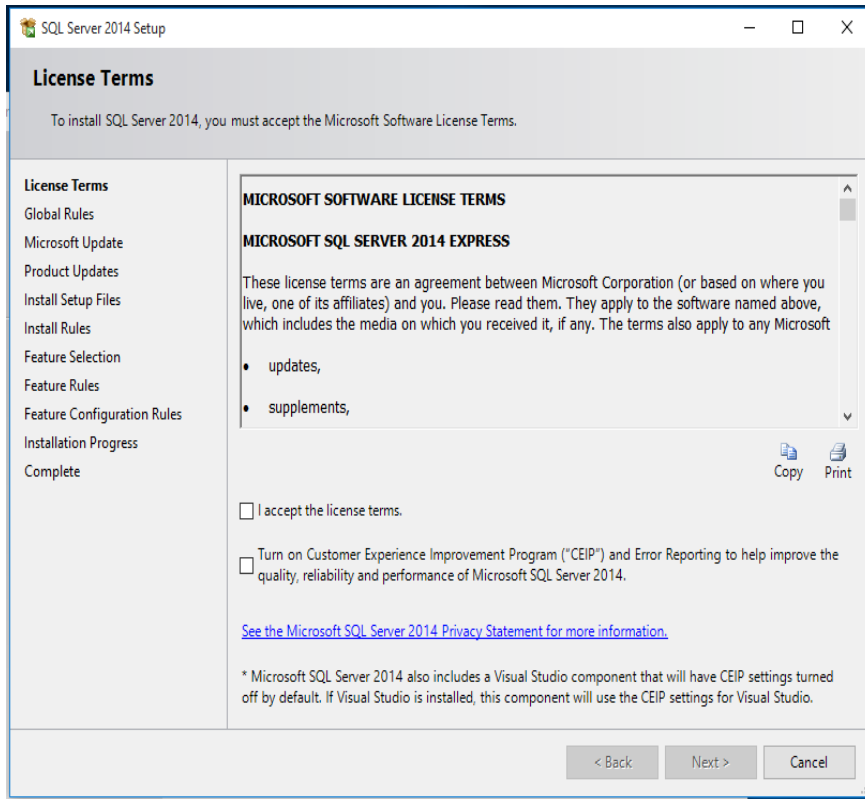 SQL Server 2014 Setup
License Terms
To install SQL Server 2014, you must accept the Microsoft Software License Terms.
License Terms
Global Rules
Microsoft Update
Product Updates
Install Setup Files
Install Rules
Feature Selection
Feature Rules
Feature Configuration Rules
Installation Progress
Complete
MICROSOFT SOFTWARE LICENSE TERMS
MICROSOFT SQL SERVER 2014 EXPRESS
These license terms are an agreement between Microsoft Corporation (or based on where you
live, one of its affiliates) and you. Please read them. They apply to the software named above,
which includes the media on which you received it, if any. The terms also apply to any Microsoft
• updates,
• supplements,
Copy
Print
I accept the license terms.
Turn on Customer Experience Improvement Program ("CEIP") and Error Reporting to help improve the
quality, reliability and performance of Microsoft SQL Server 2014.
See the Microsoft SQL Server 2014 Privacy Statement for more information.
* Microsoft SQL Server 2014 also includes a Visual Studio component that will have CEIP settings turned
off by default. If Visual Studio is installed, this component will use the CEIP settings for Visual Studio.
< Back
Next >
Cancel